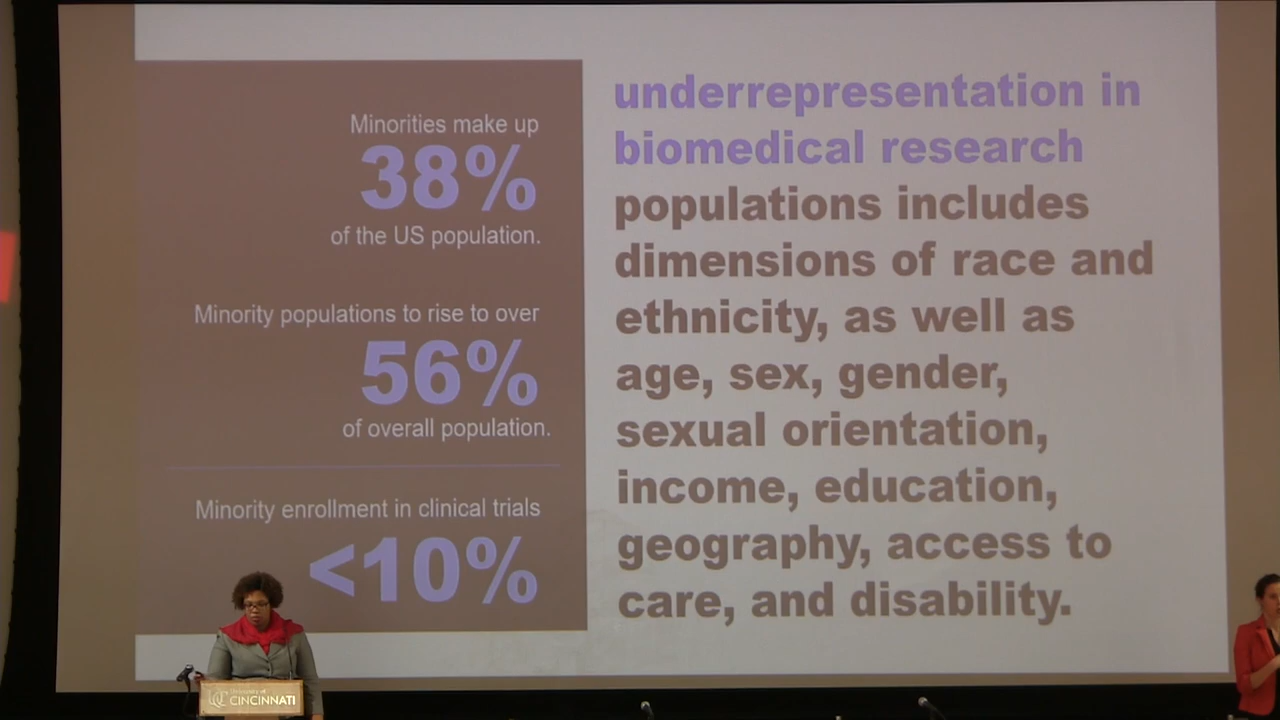 Minorities make up
38%
of the US population.
Minority populations to rise to over
56%
of overall population.
Minority enrollment in clinical trials
<10%
underrepresentation in
biomedical research
populations includes
dimensions of race and
ethnicity, as well as
age, sex, gender,
sexual orientation,
income, education,
geography, access to
care, and disability.
University of
CINCINNATI